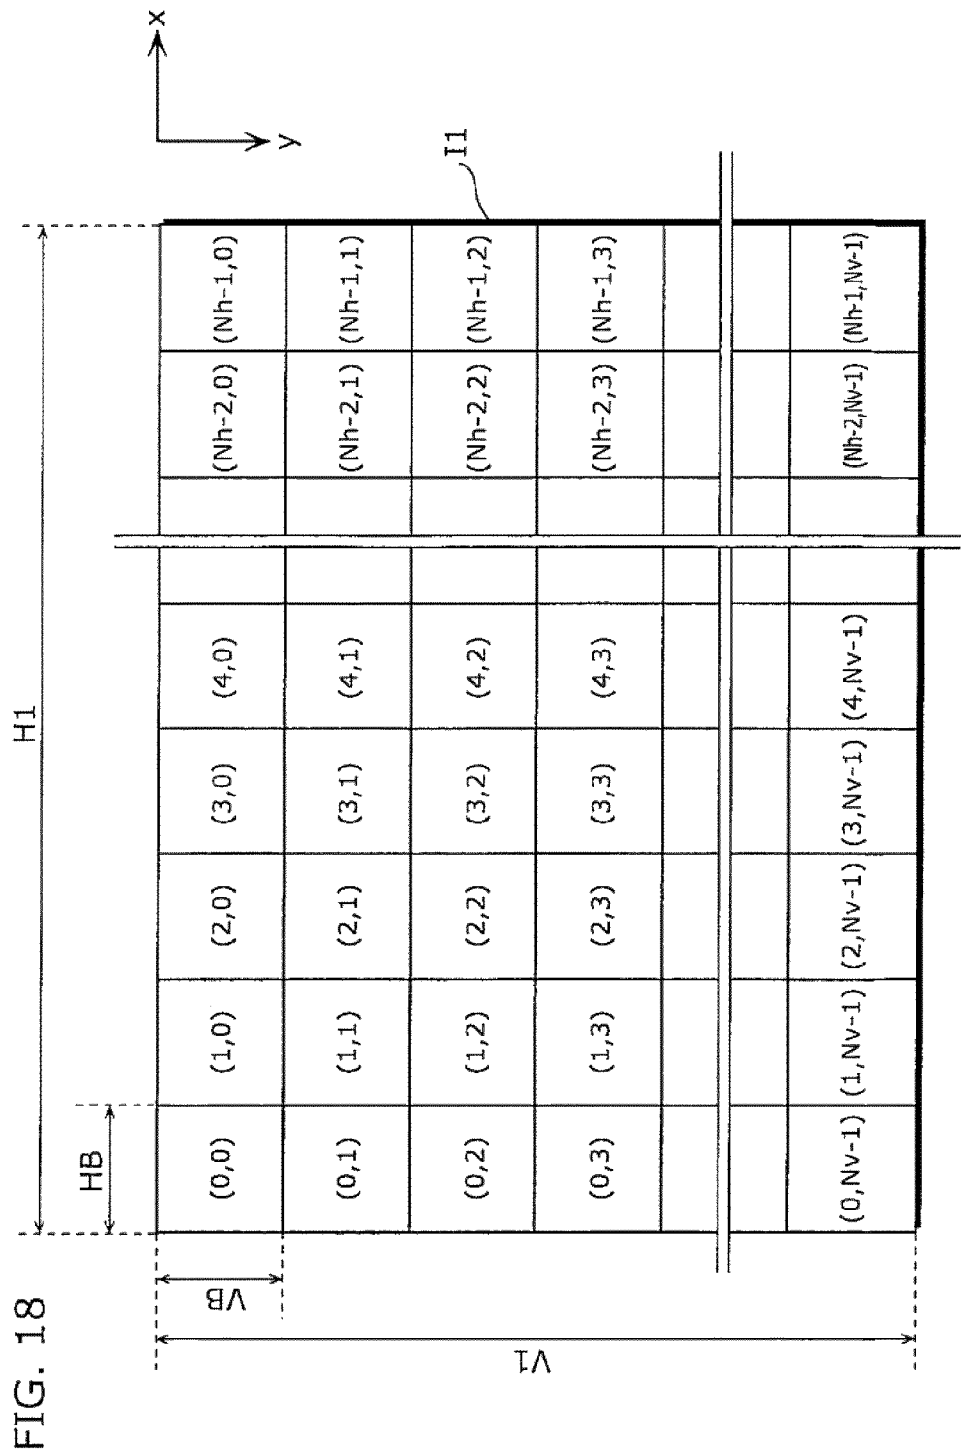 FIG. 18
H1
HB
x
VB
(0,0) (1,0) (2,0) (3,0) (4,0) (Nh-2,0) (Nh-1,0)
y
(0,1) (1,1) (2,1) (3,1) (4,1) (Nh-2,1) (Nh-1,1)
I1
(0,2) (1,2) (2,2) (3,2) (4,2) (Nh-2,2) (Nh-1,2)
V1
(0,3) (1,3) (2,3) (3,3) (4,3) (Nh-2,3) (Nh-1,3)
(0,Nv-1) (1,Nv-1) (2,Nv-1) (3,Nv-1) (4,Nv-1) (Nh-2,Nv-1) (Nh-1,Nv-1)